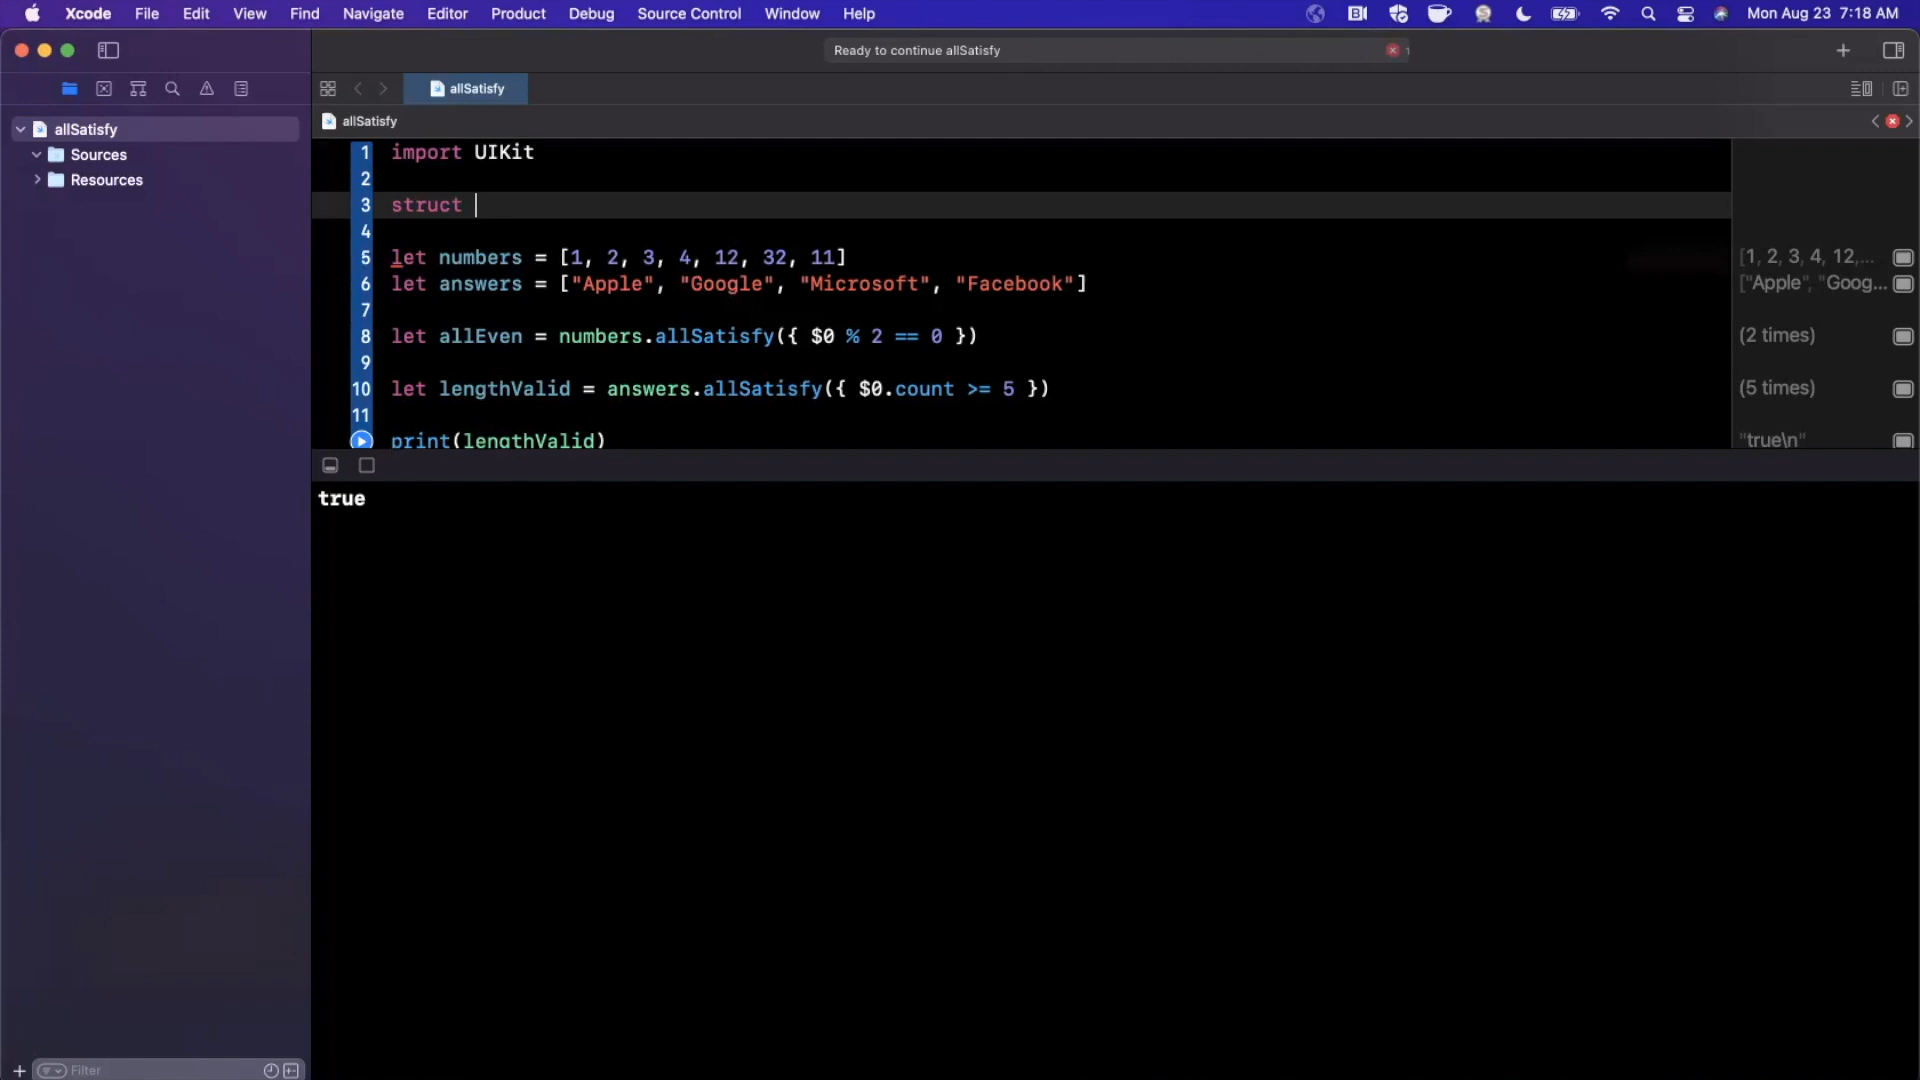 Xcode File Edit View Find Navigate Editor Product Debug Source Control Window Help Mon Aug 23 7:18 AM
Ready to continue allSatisfy
allSatisfy
allSatisfy
allSatisfy
Sources
Resources
1 import UIKit
2
3 struct
4
5 let numbers = [1, 2, 3, 4, 12, 32, 11] [1, 2, 3, 4, 12,...
6 let answers = ["Apple", "Google", "Microsoft", "Facebook"] ["Apple", "Goog...
7
8 let allEven = numbers.allSatisfy({ $0 % 2 == 0 }) (2 times)
9
10 let lengthValid = answers.allSatisfy({ $0.count >= 5 }) (5 times)
11
print(lengthValid) "true\n"
true
Filter